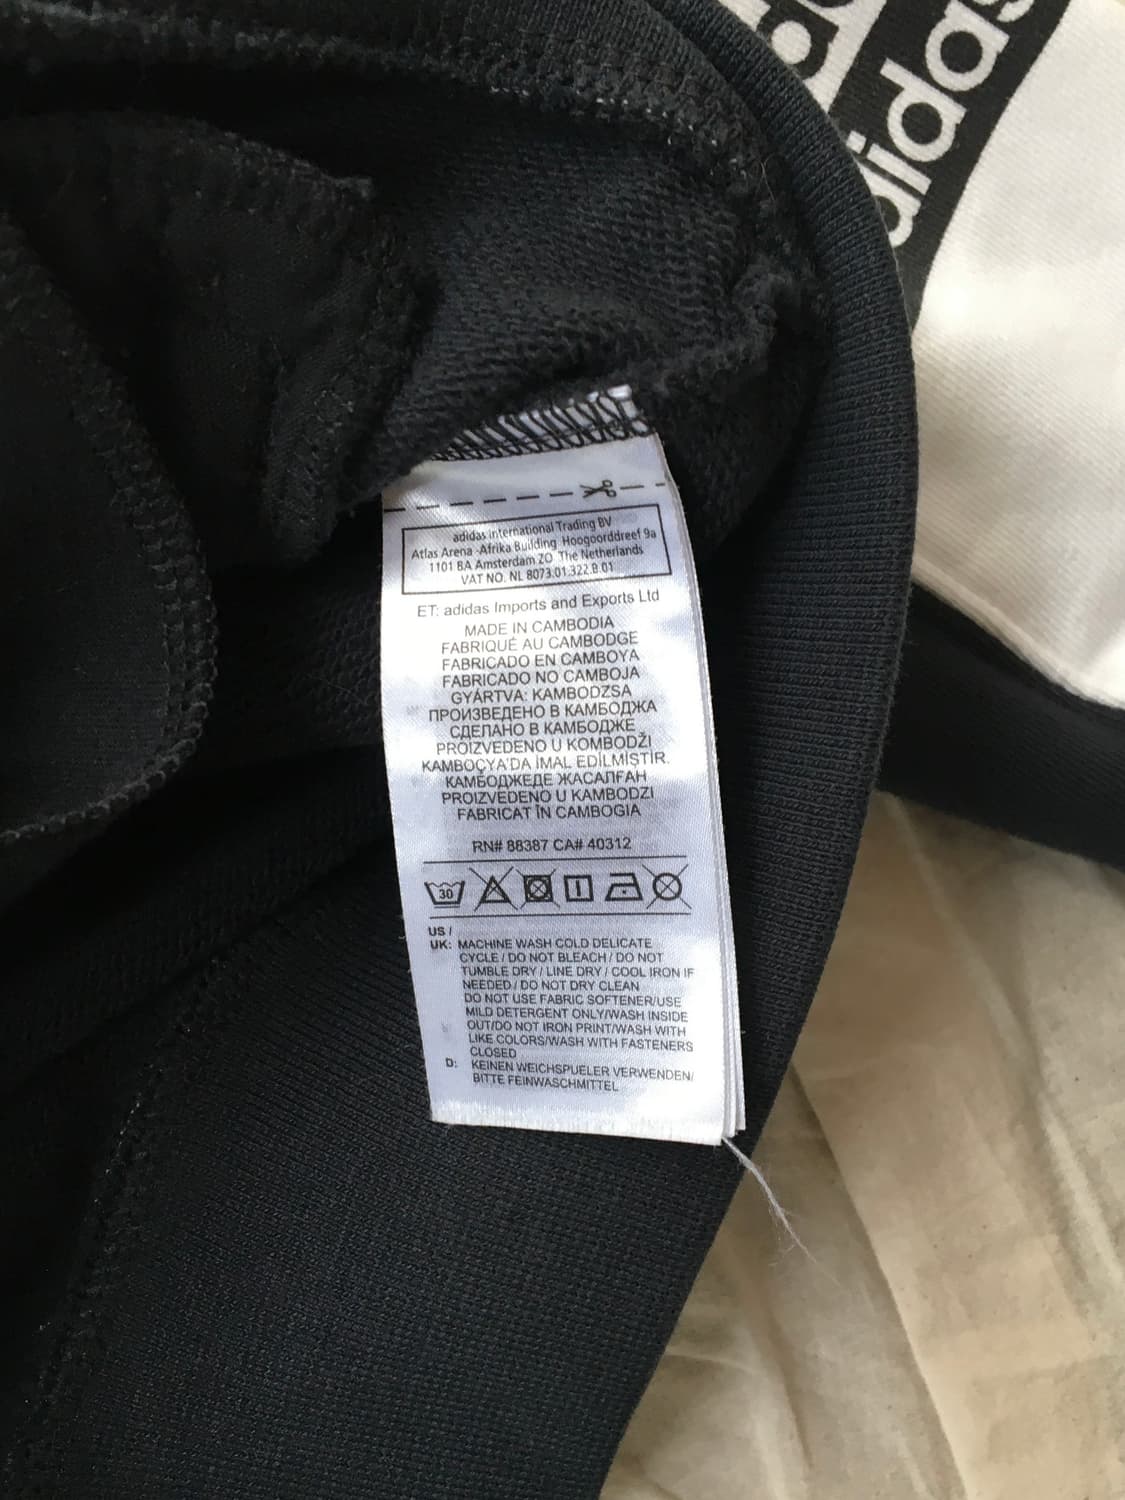 adidas
adidas International Trading BV
Atlas Arena -Afrika Building Hoogoorddreef 9a
1101 BA Amsterdam ZO The Netherlands
VAT NO. NL 8073.01.322.B.01
ET: adidas Imports and Exports Ltd
MADE IN CAMBODIA
FABRIQUÉ AU CAMBODGE
FABRICADO EN CAMBOYA
FABRICADO NO CAMBOJA
GYÁRTVA: KAMBODZSA
ПРОИЗВЕДЕНО В КАМБОДЖА
СДЕЛАНО В КАМБОДЖЕ
PROIZVEDENO U KOMBODŽI
KAMBOÇYA'DA İMAL EDİLMİŞTİR.
КАМБОДЖЕДЕ ЖАСАЛҒАН
PROIZVEDENO U KAMBODZI
FABRICAT ÎN CAMBOGIA
RN# 88387 CA# 40312
30
US /
UK: MACHINE WASH COLD DELICATE
CYCLE / DO NOT BLEACH / DO NOT
TUMBLE DRY / LINE DRY / COOL IRON IF
NEEDED / DO NOT DRY CLEAN
DO NOT USE FABRIC SOFTENER/USE
MILD DETERGENT ONLY/WASH INSIDE
OUT/DO NOT IRON PRINT/WASH WITH
LIKE COLORS/WASH WITH FASTENERS
CLOSED
D: KEINEN WEICHSPUELER VERWENDEN/
BITTE FEINWASCHMITTEL